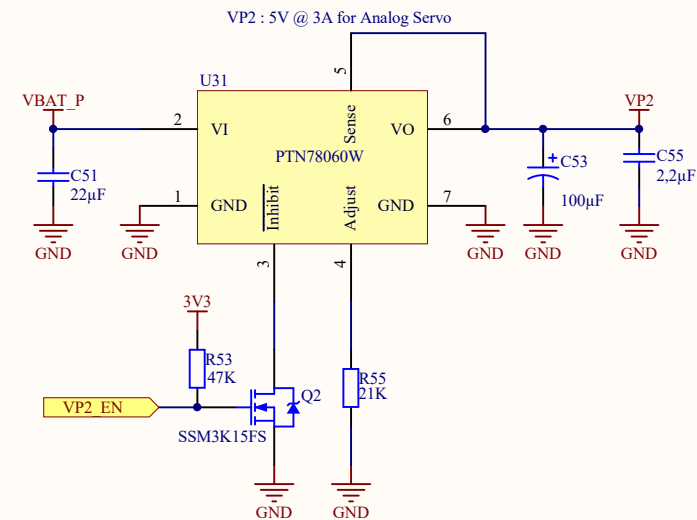 VP2 : 5V @ 3A for Analog Servo
U31
5
VBAT_P
VP2
2
VI
Sense
VO
6
PTN78060W
C51
22µF
+
C53
100µF
C55
2,2µF
1
GND
Inhibit
Adjust
GND
7
GND
GND
GND
GND
GND
3
4
3V3
R53
47K
R55
21K
VP2_EN
Q2
SSM3K15FS
GND
GND